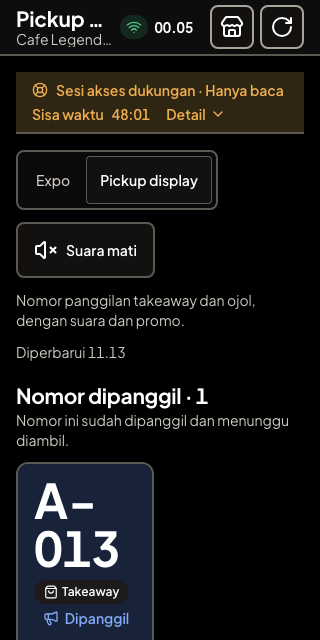 Pickup ...
Cafe Legend...
00.05
Sesi akses dukungan · Hanya baca
Sisa waktu 48:01 Detail
Expo
Pickup display
Suara mati
Nomor panggilan takeaway dan ojol,
dengan suara dan promo.
Diperbarui 11.13
Nomor dipanggil · 1
Nomor ini sudah dipanggil dan menunggu
diambil.
A-
013
Takeaway
Dipanggil